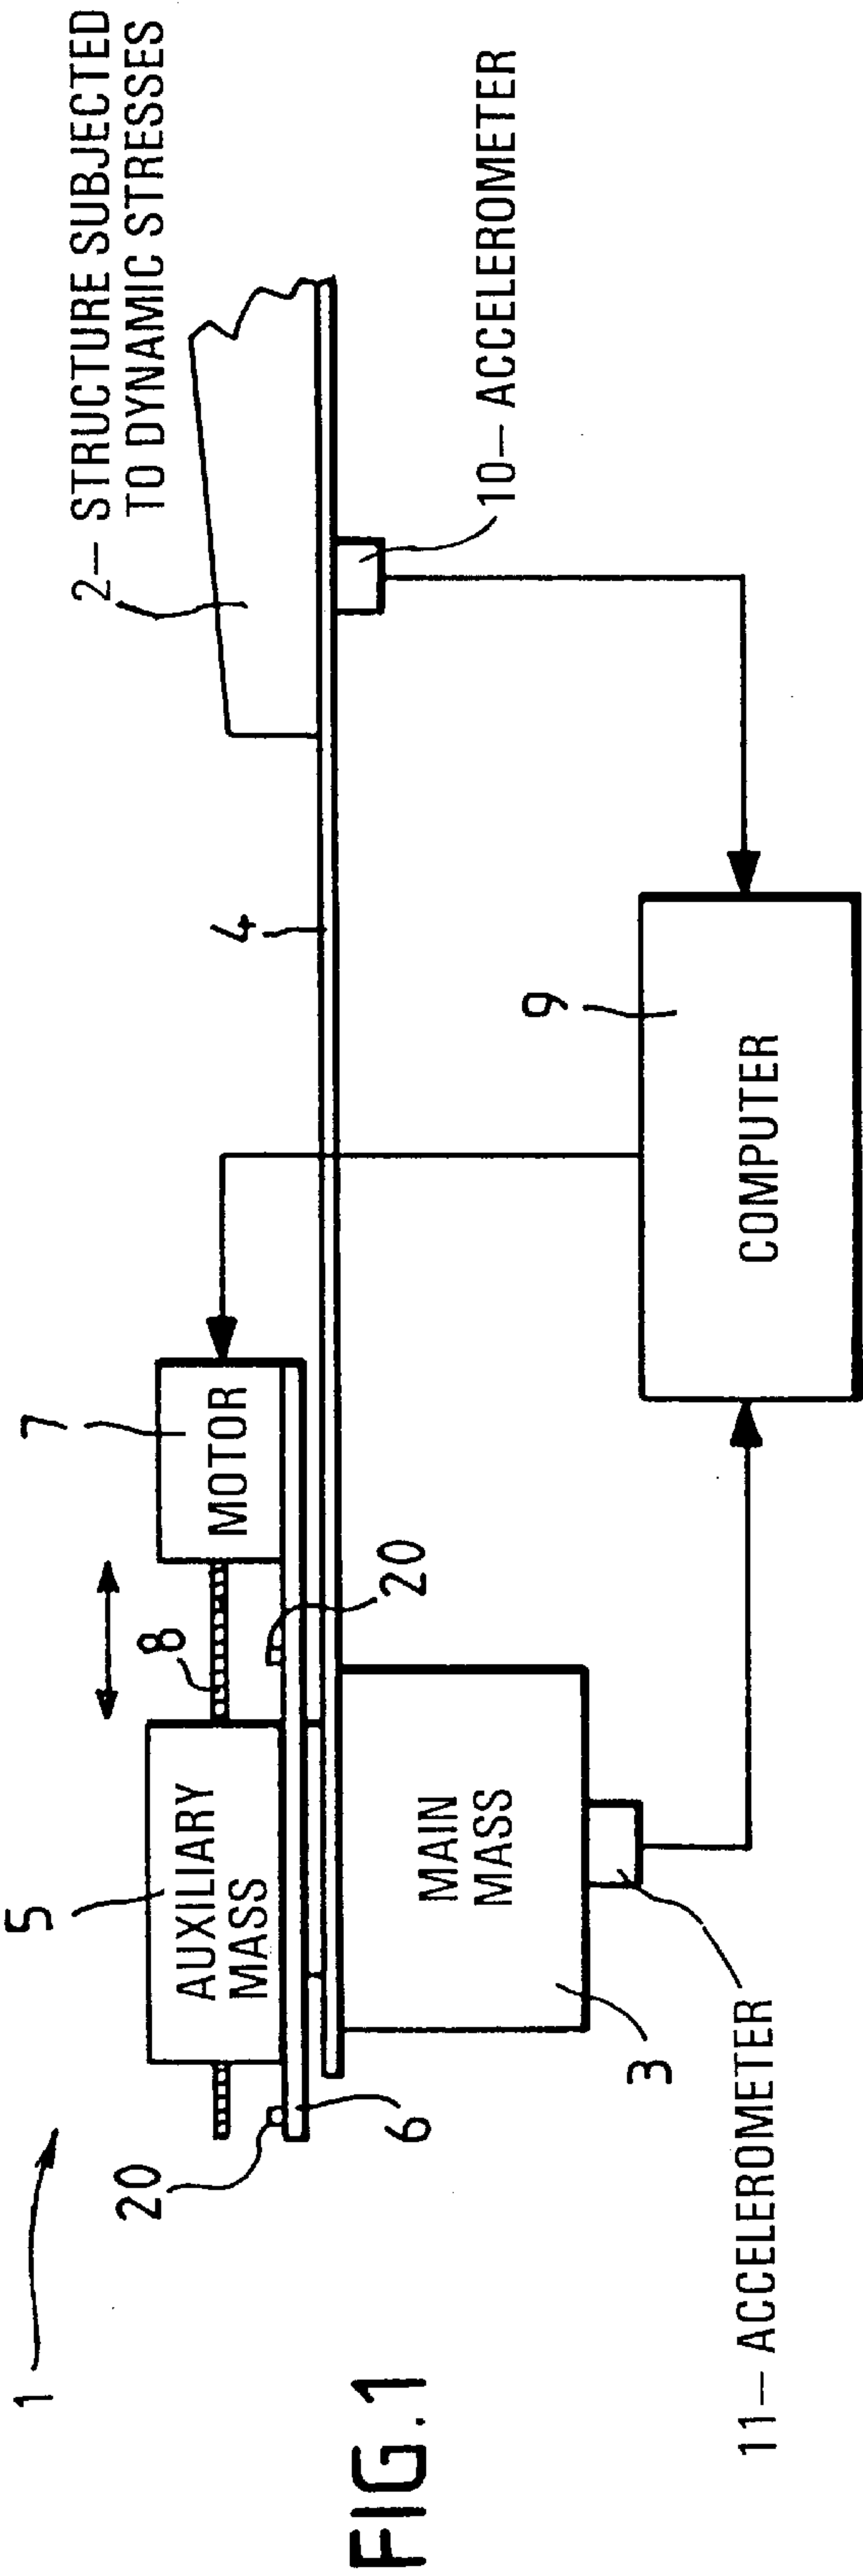 1
20
5
AUXILIARY
MASS
8
7
MOTOR
4
2– STRUCTURE SUBJECTED
TO DYNAMIC STRESSES
6
20
3
MAIN
MASS
10– ACCELEROMETER
9
COMPUTER
11– ACCELEROMETER
FIG.1